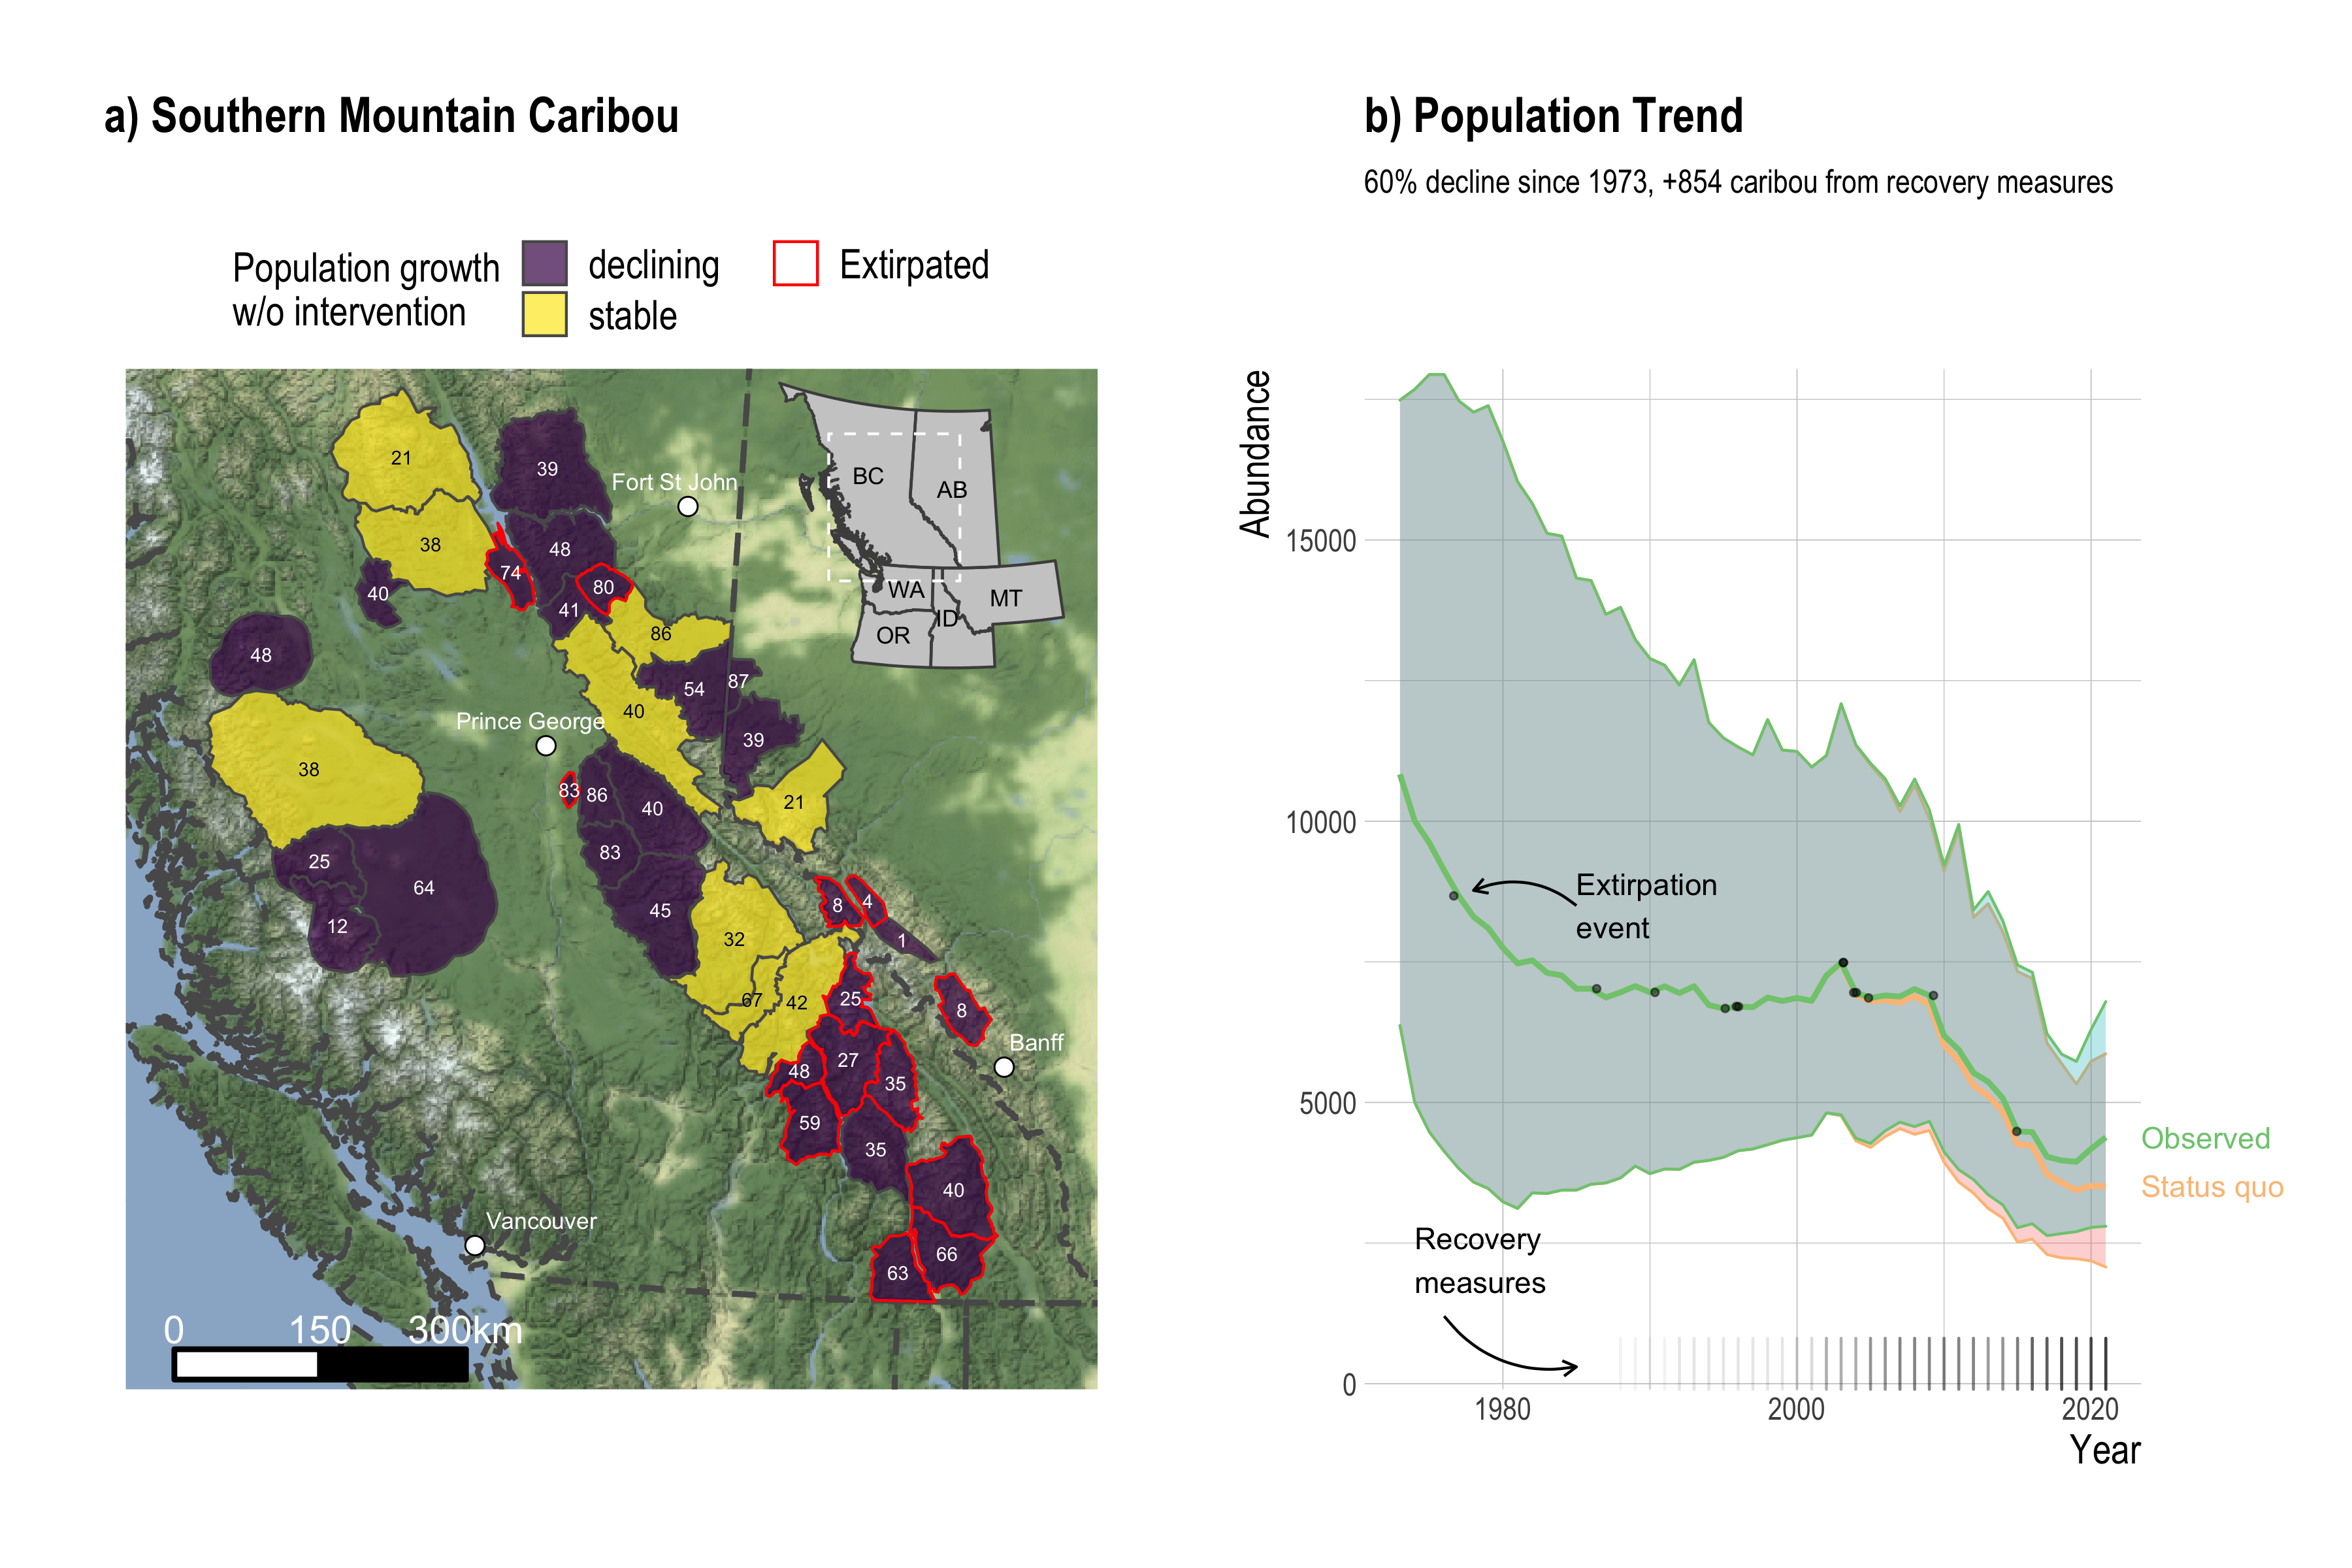 a) Southern Mountain Caribou
Population growth
w/o intervention
declining
stable
Extirpated
21
39
Fort St John
38
48
74
80
40
41
86
48
54
87
40
Prince George
39
38
83
86
40
21
83
25
64
45
8
4
12
32
1
67
42
25
8
Banff
27
48
35
59
35
40
Vancouver
66
63
0 150 300km
BC
AB
WA
MT
ID
OR
b) Population Trend
60% decline since 1973, +854 caribou from recovery measures
Abundance
15000
10000
5000
0
Extirpation
event
Observed
Status quo
Recovery
measures
1980 2000 2020
Year